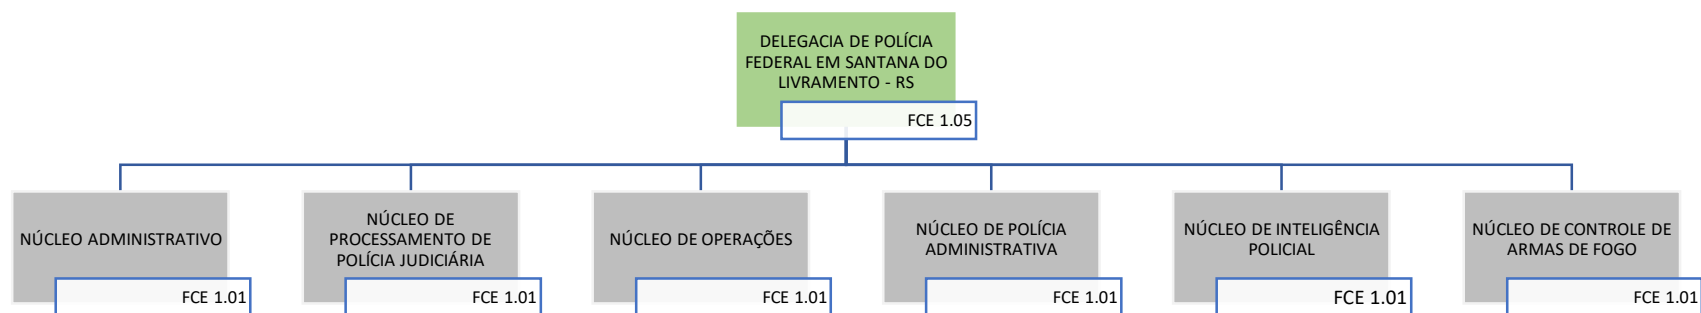 DELEGACIA DE POLÍCIA
FEDERAL EM SANTANA DO
LIVRAMENTO - RS
FCE 1.05
NÚCLEO ADMINISTRATIVO
FCE 1.01
NÚCLEO DE
PROCESSAMENTO DE
POLÍCIA JUDICIÁRIA
FCE 1.01
NÚCLEO DE OPERAÇÕES
FCE 1.01
NÚCLEO DE POLÍCIA
ADMINISTRATIVA
FCE 1.01
NÚCLEO DE INTELIGÊNCIA
POLICIAL
FCE 1.01
NÚCLEO DE CONTROLE DE
ARMAS DE FOGO
FCE 1.01